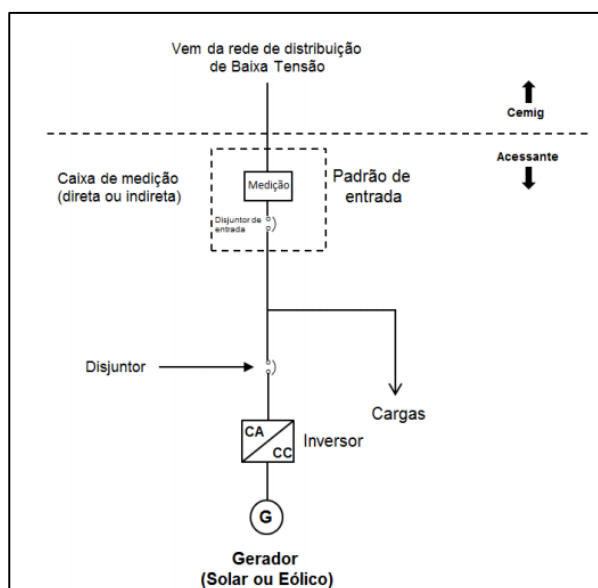 Vem da rede de distribuição
de Baixa Tensão
Cemig
Acessante
Caixa de medição
(direta ou indireta)
Medição
Padrão de
entrada
Disjuntor de
entrada
Disjuntor
Cargas
CA
CC
Inversor
G
Gerador
(Solar ou Eólico)